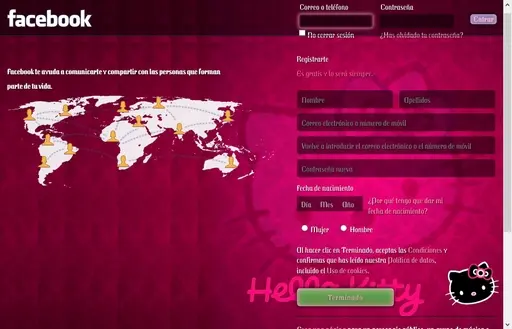 facebook
Correo o teléfono
Contraseña
Entrar
No cerrar sesión
¿Has olvidado tu contraseña?
Facebook te ayuda a comunicarte y compartir con las personas que forman
parte de tu vida.
Registrarte
Es gratis y lo será siempre.
Nombre
Apellidos
Correo electrónico o número de móvil
Vuelve a introducir el correo electrónico o el número de móvil
Contraseña nueva
Fecha de nacimiento
Día Mes Año
¿Por qué tengo que dar mi
fecha de nacimiento?
Mujer
Hombre
Al hacer clic en Terminado, aceptas las Condiciones y
confirmas que has leído nuestra Política de datos,
incluido el Uso de cookies.
Hello Kitty
Terminado